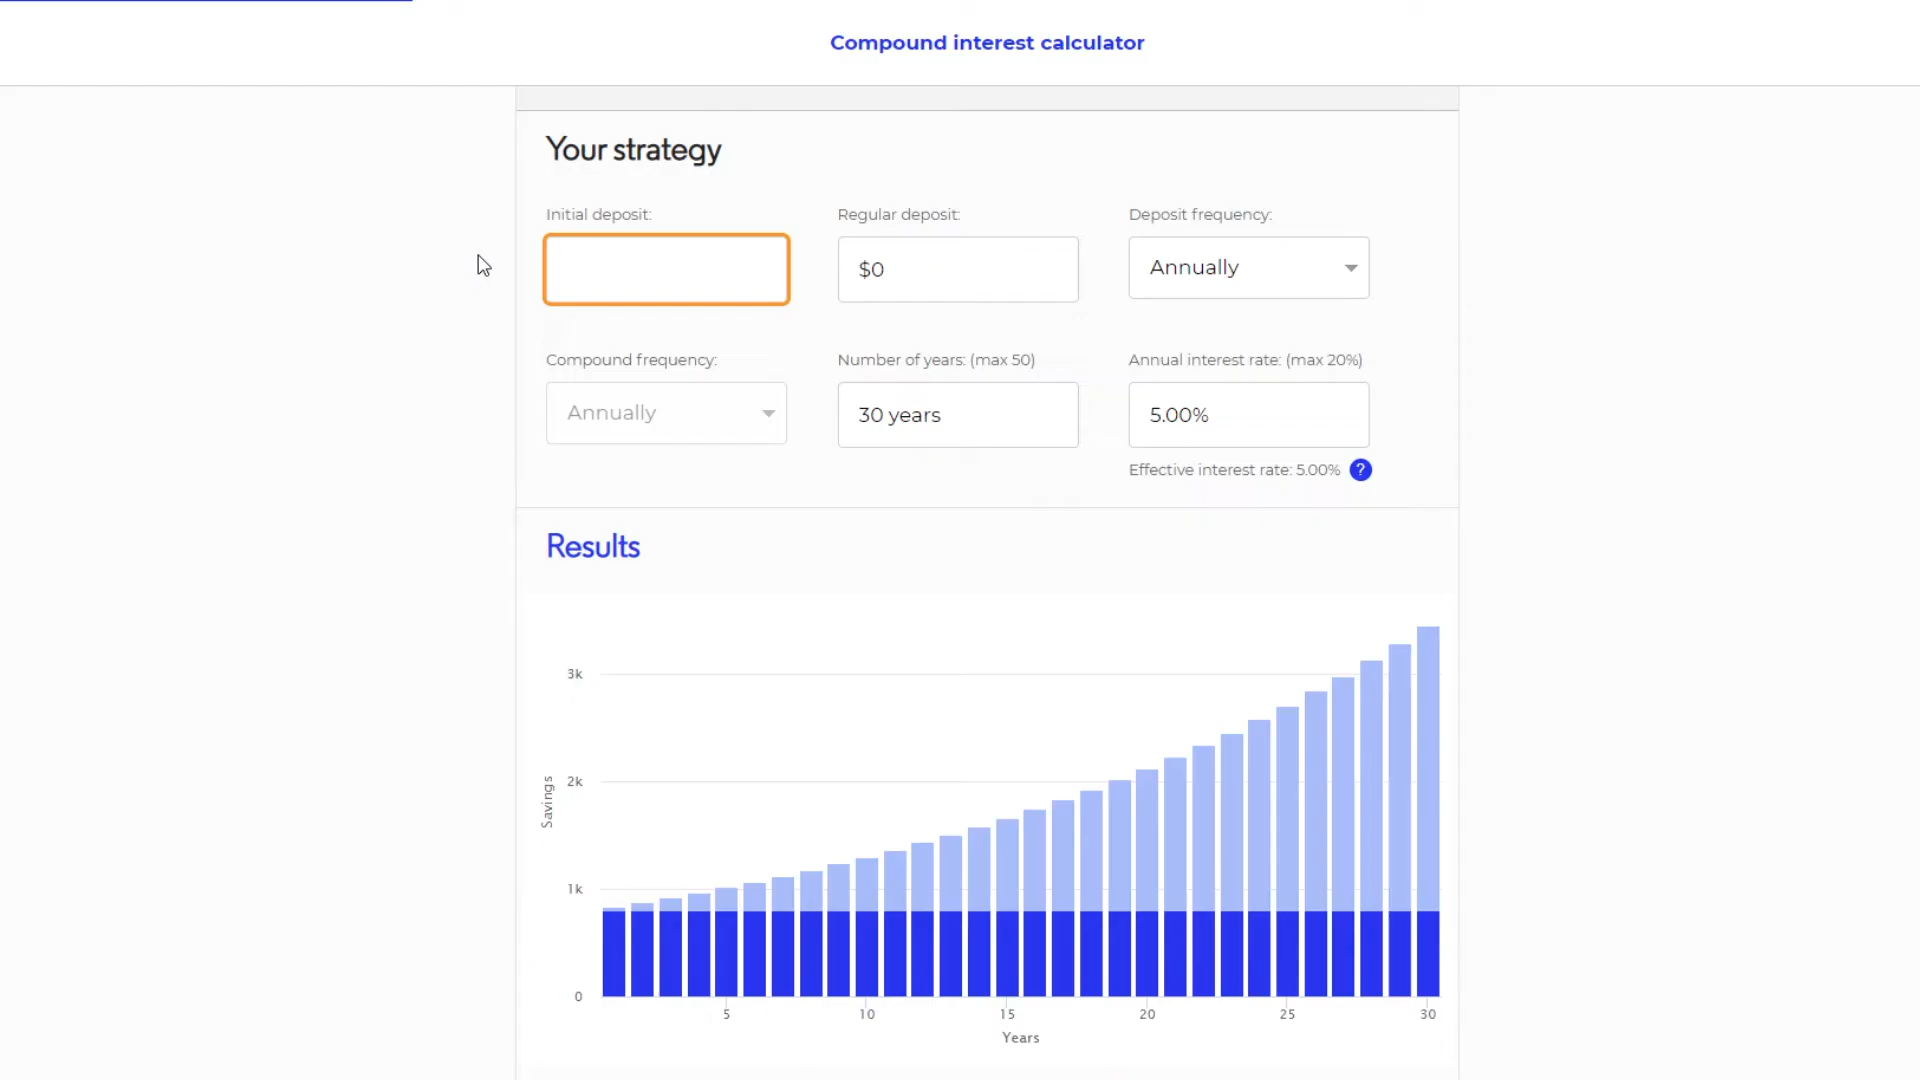 Compound interest calculator
Your strategy
Initial deposit: Regular deposit: Deposit frequency:
$0 Annually
Compound frequency: Number of years: (max 50) Annual interest rate: (max 20%)
Annually 30 years 5.00%
Effective interest rate: 5.00% ?
Results
3k
2k
Savings
1k
0
5 10 15 20 25 30
Years